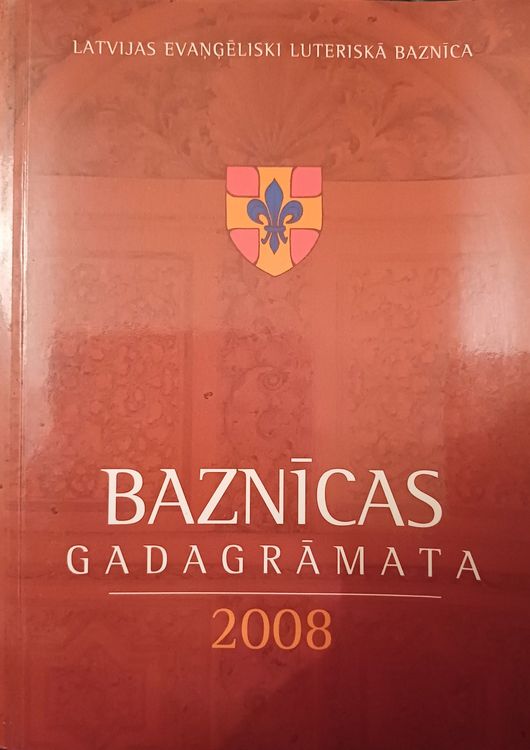 LATVIJAS EVAŅĢĒLISKI LUTERISKĀ BAZNĪCA
BAZNĪCAS
GADAGRĀMATA
2008